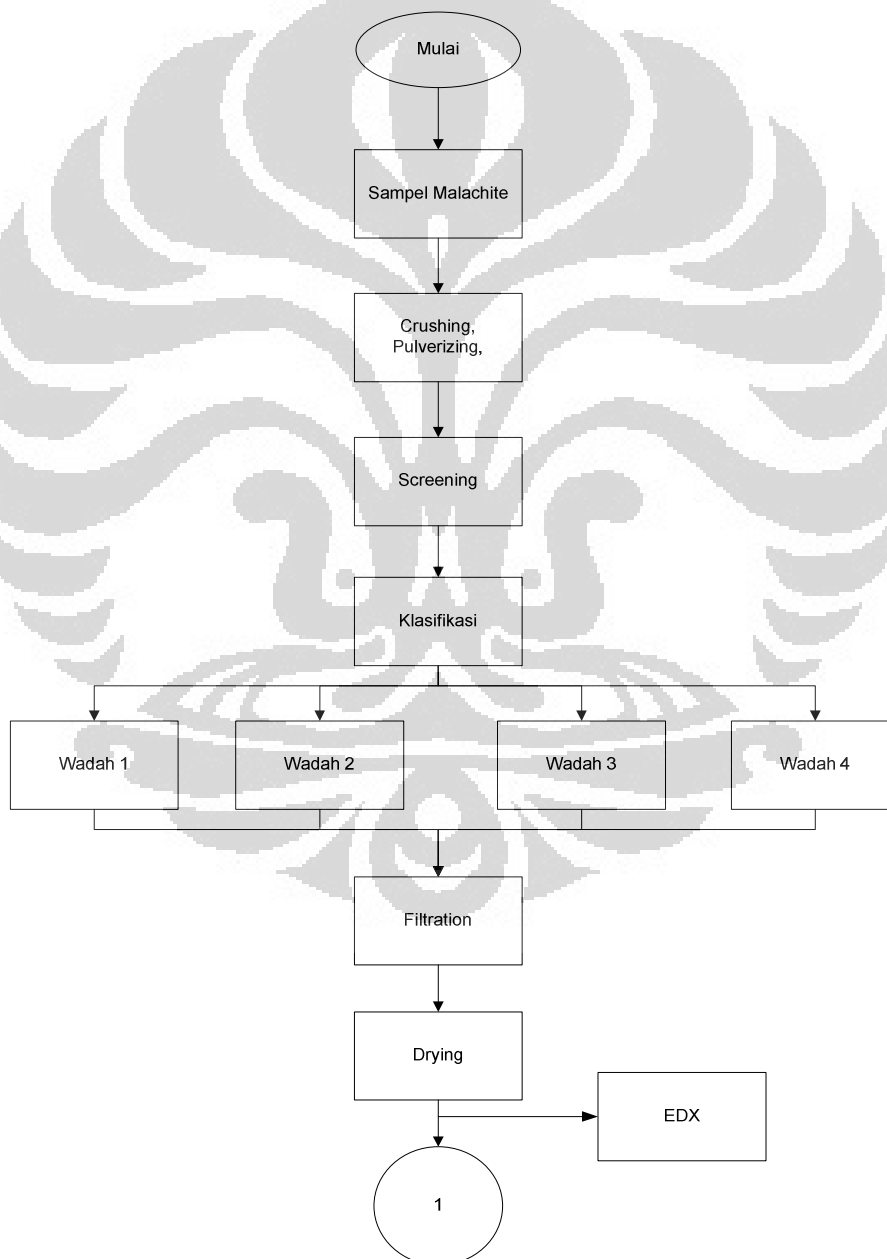 Mulai
Sampel Malachite
Crushing,
Pulverizing,
Screening
Klasifikasi
Wadah 1
Wadah 2
Wadah 3
Wadah 4
Filtration
Drying
EDX
1